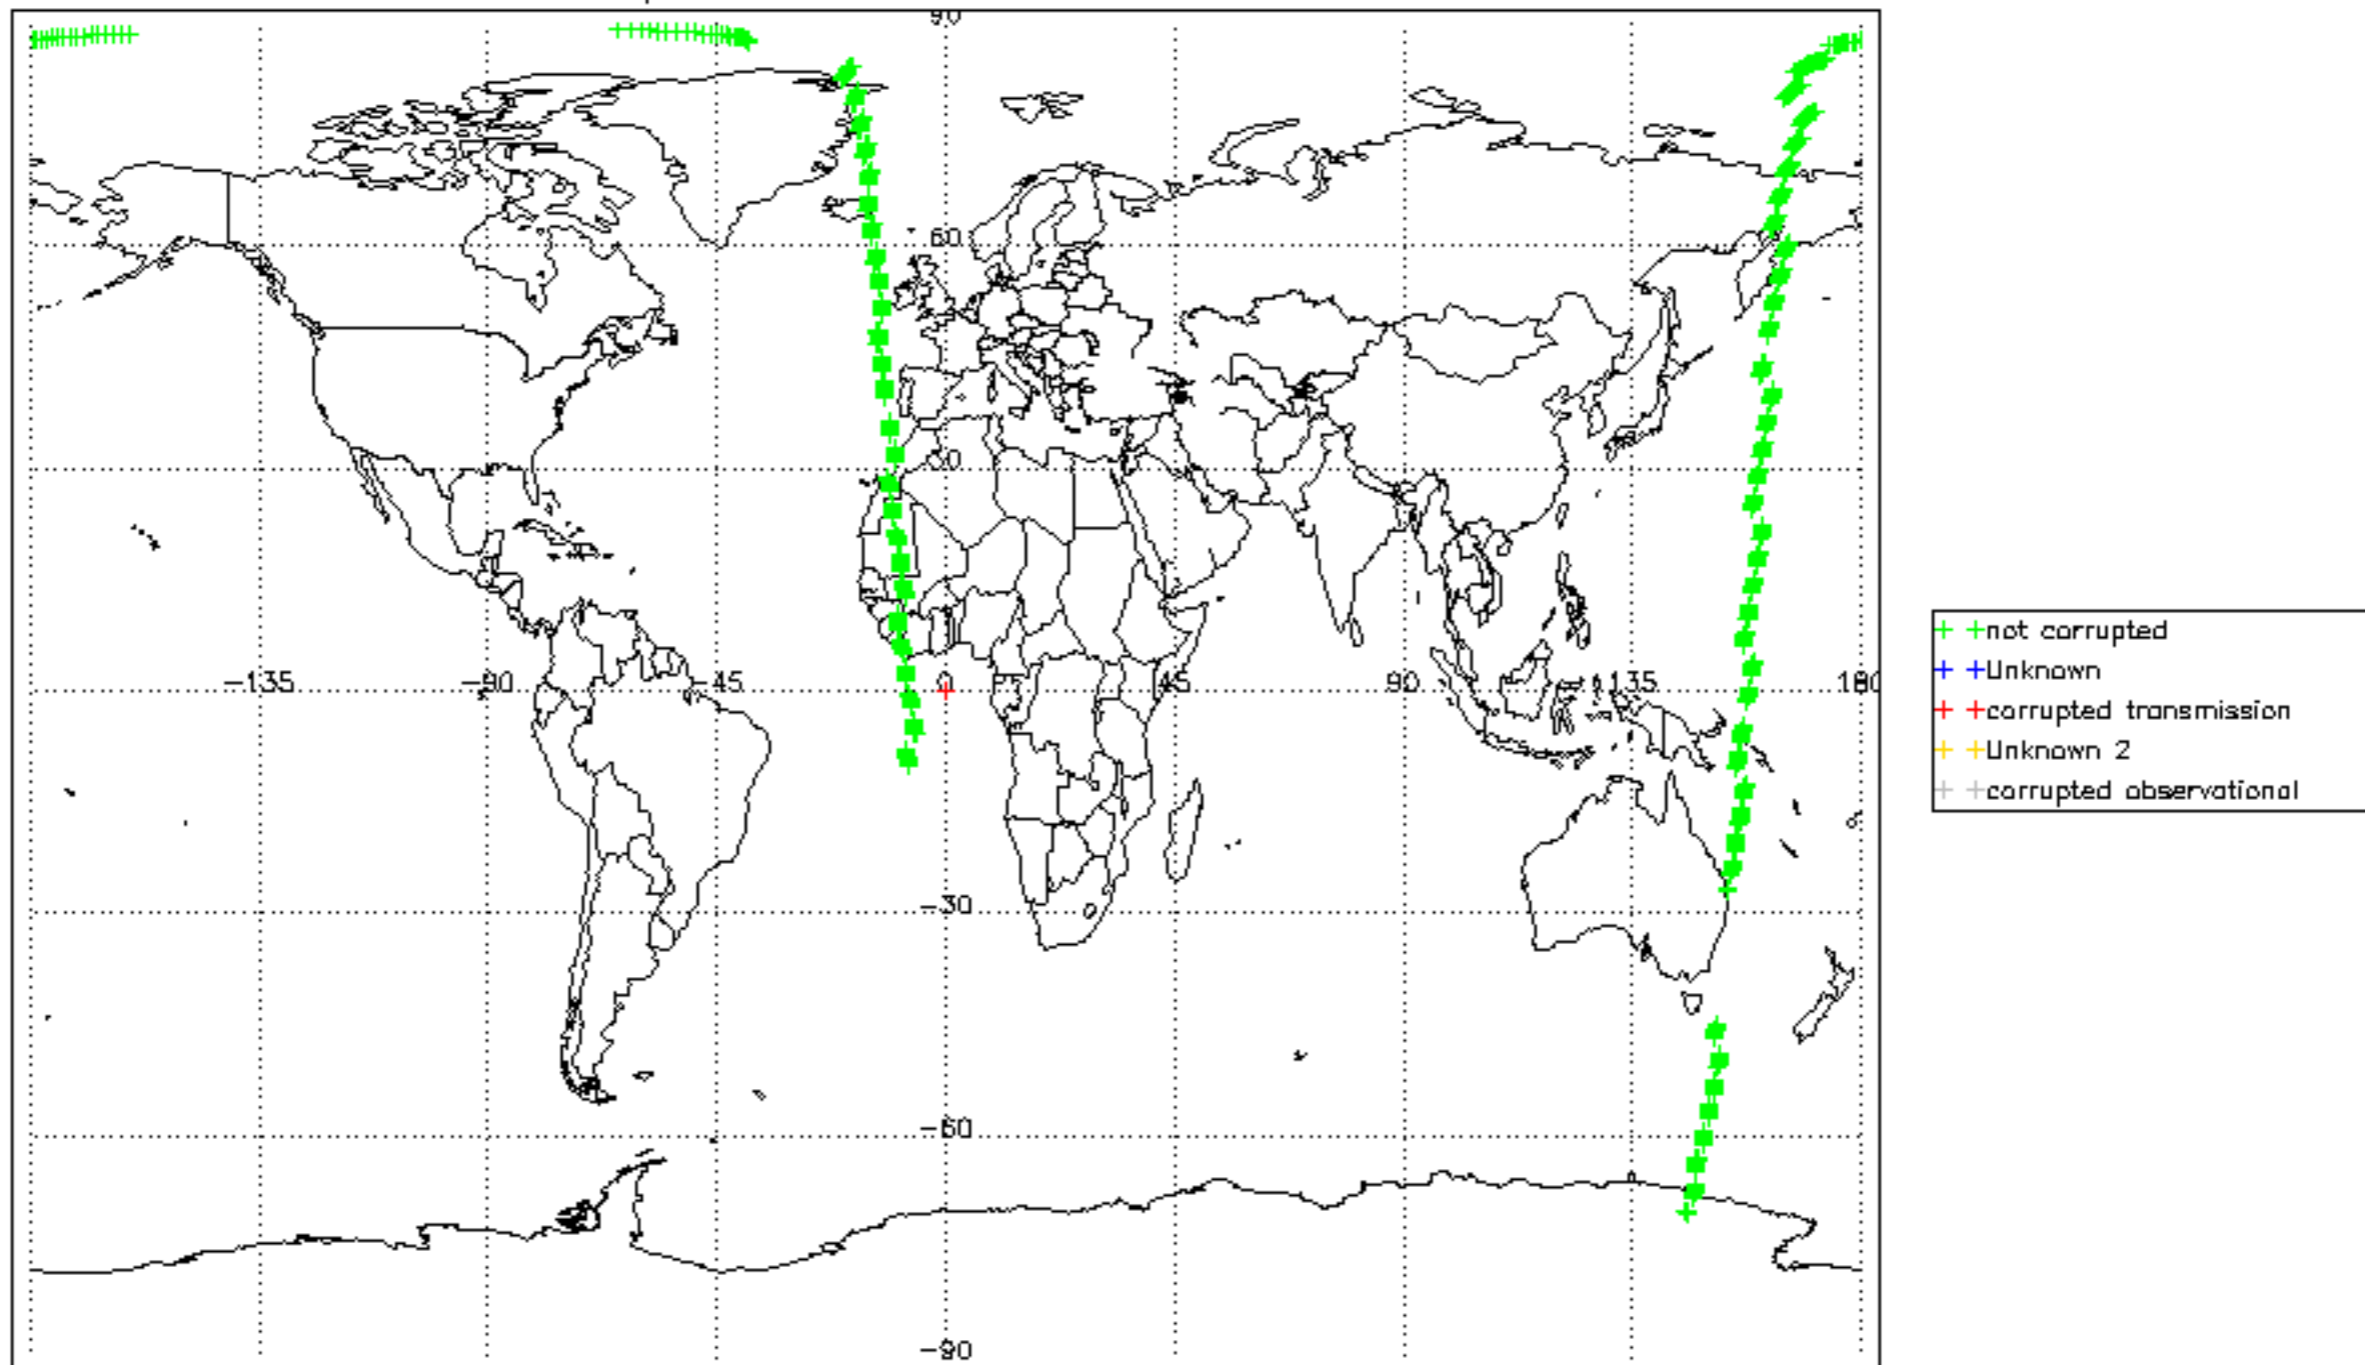 90
60
30
-135 -90 -45 0 45 90 135 180
-30
-60
-90
not corrupted
Unknown
corrupted transmission
Unknown 2
corrupted observational